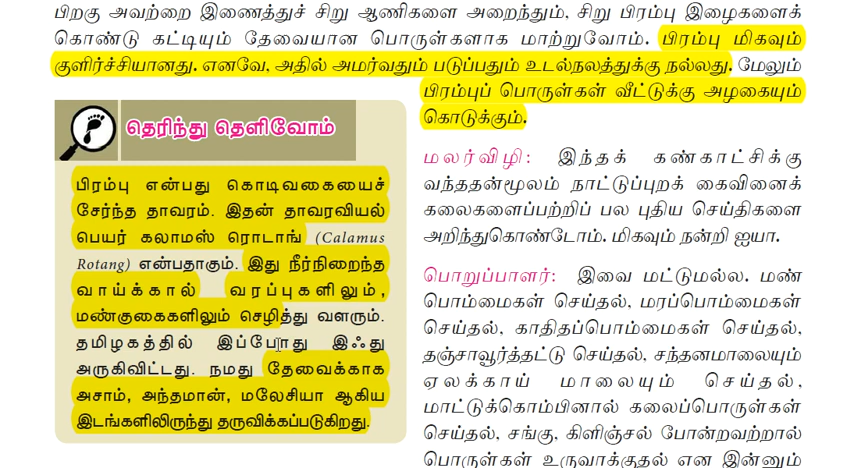 பிறகு அவற்றை இணைத்துச் சிறு ஆணிகளை அறைந்தும், சிறு பிரம்பு இழைகளைக்
கொண்டு கட்டியும் தேவையான பொருள்களாக மாற்றுவோம். பிரம்பு மிகவும்
குளிர்ச்சியானது. எனவே, அதில் அமர்வதும் படுப்பதும் உடல்நலத்துக்கு நல்லது. மேலும்
பிரம்புப் பொருள்கள் வீட்டுக்கு அழகையும்
கொடுக்கும்.
தெரிந்து தெளிவோம்
பிரம்பு என்பது கொடிவகையைச்
சேர்ந்த தாவரம். இதன் தாவரவியல்
பெயர் கலாமஸ் ரொடாங் (Calamus
Rotang) என்பதாகும். இது நீர்நிறைந்த
வாய்க்கால் வரப்புகளிலும்,
மண்குகைகளிலும் செழித்து வளரும்.
தமிழகத்தில் இப்போது இஃது
அருகிவிட்டது. நமது தேவைக்காக
அசாம், அந்தமான், மலேசியா ஆகிய
இடங்களிலிருந்து தருவிக்கப்படுகிறது.
மலர்விழி: இந்தக் கண்காட்சிக்கு
வந்ததன்மூலம் நாட்டுப்புறக் கைவினைக்
கலைகளைப்பற்றிப் பல புதிய செய்திகளை
அறிந்துகொண்டோம். மிகவும் நன்றி ஐயா.
பொறுப்பாளர்: இவை மட்டுமல்ல. மண்
பொம்மைகள் செய்தல், மரப்பொம்மைகள்
செய்தல், காதிதப்பொம்மைகள் செய்தல்,
தஞ்சாவூர்த்தட்டு செய்தல், சந்தனமாலையும்
ஏலக்காய் மாலையும் செய்தல்,
மாட்டுக்கொம்பினால் கலைப்பொருள்கள்
செய்தல், சங்கு, கிளிஞ்சல் போன்றவற்றால்
பொருள்கள் உருவாக்குதல் என இன்னும்